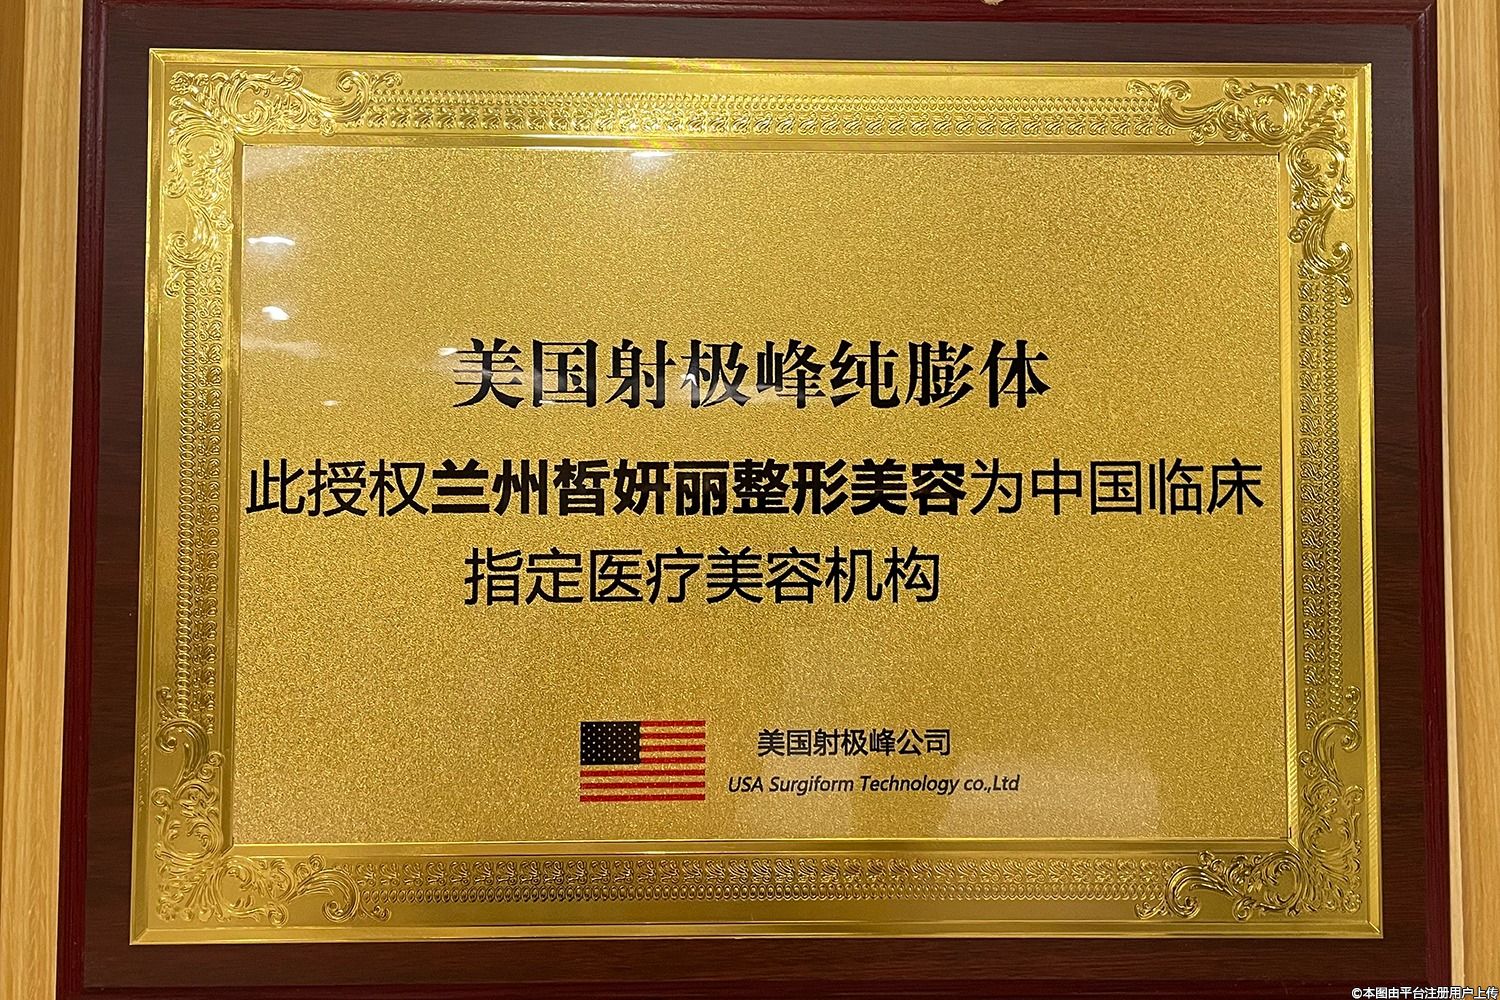 美国射极峰纯膨体
此授权兰州皙妍丽整形美容为中国临床
指定医疗美容机构
美国射极峰公司
USA Surgiform Technology co.,Ltd
©本图由平台注册用户上传